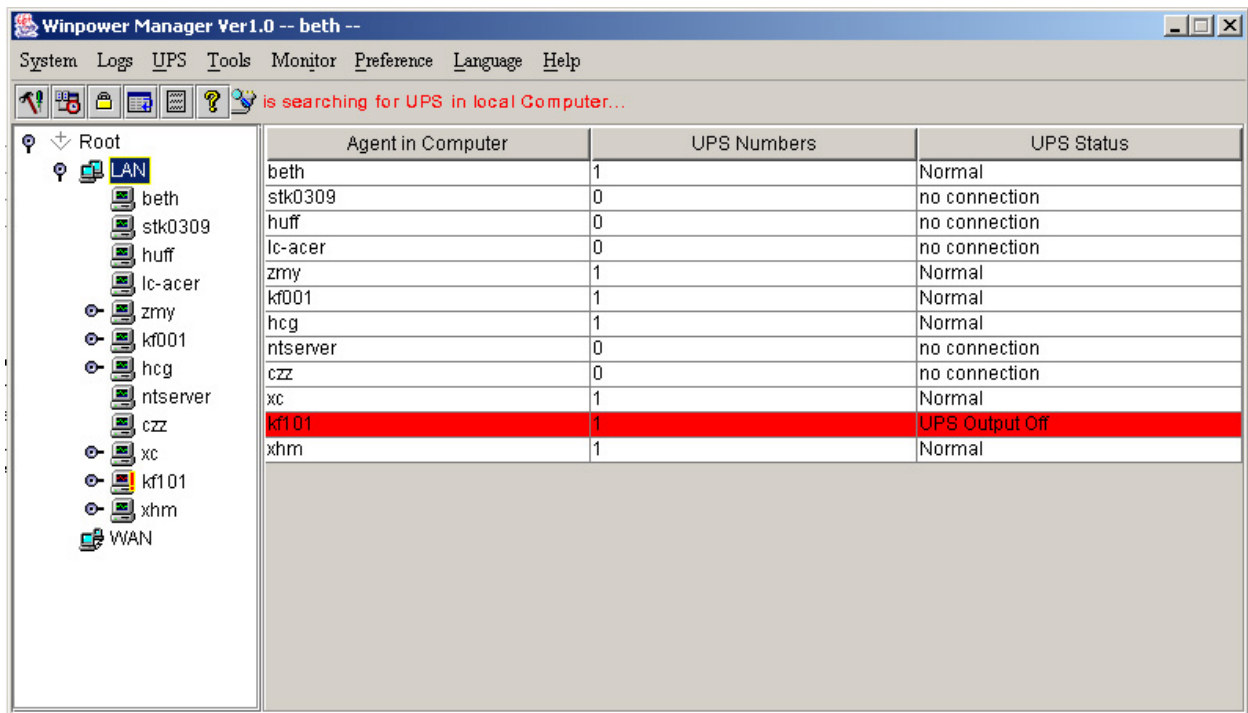 Winpower Manager Ver1.0 -- beth --
System Logs UPS Tools Monitor Preference Language Help
is searching for UPS in local Computer...
Root
LAN
beth
stk0309
huff
lc-acer
zmy
kf001
hcg
ntserver
czz
xc
kf101
xhm
WAN
Agent in Computer UPS Numbers UPS Status
beth 1 Normal
stk0309 0 no connection
huff 0 no connection
lc-acer 0 no connection
zmy 1 Normal
kf001 1 Normal
hcg 1 Normal
ntserver 0 no connection
czz 0 no connection
xc 1 Normal
kf101 1 UPS Output Off
xhm 1 Normal